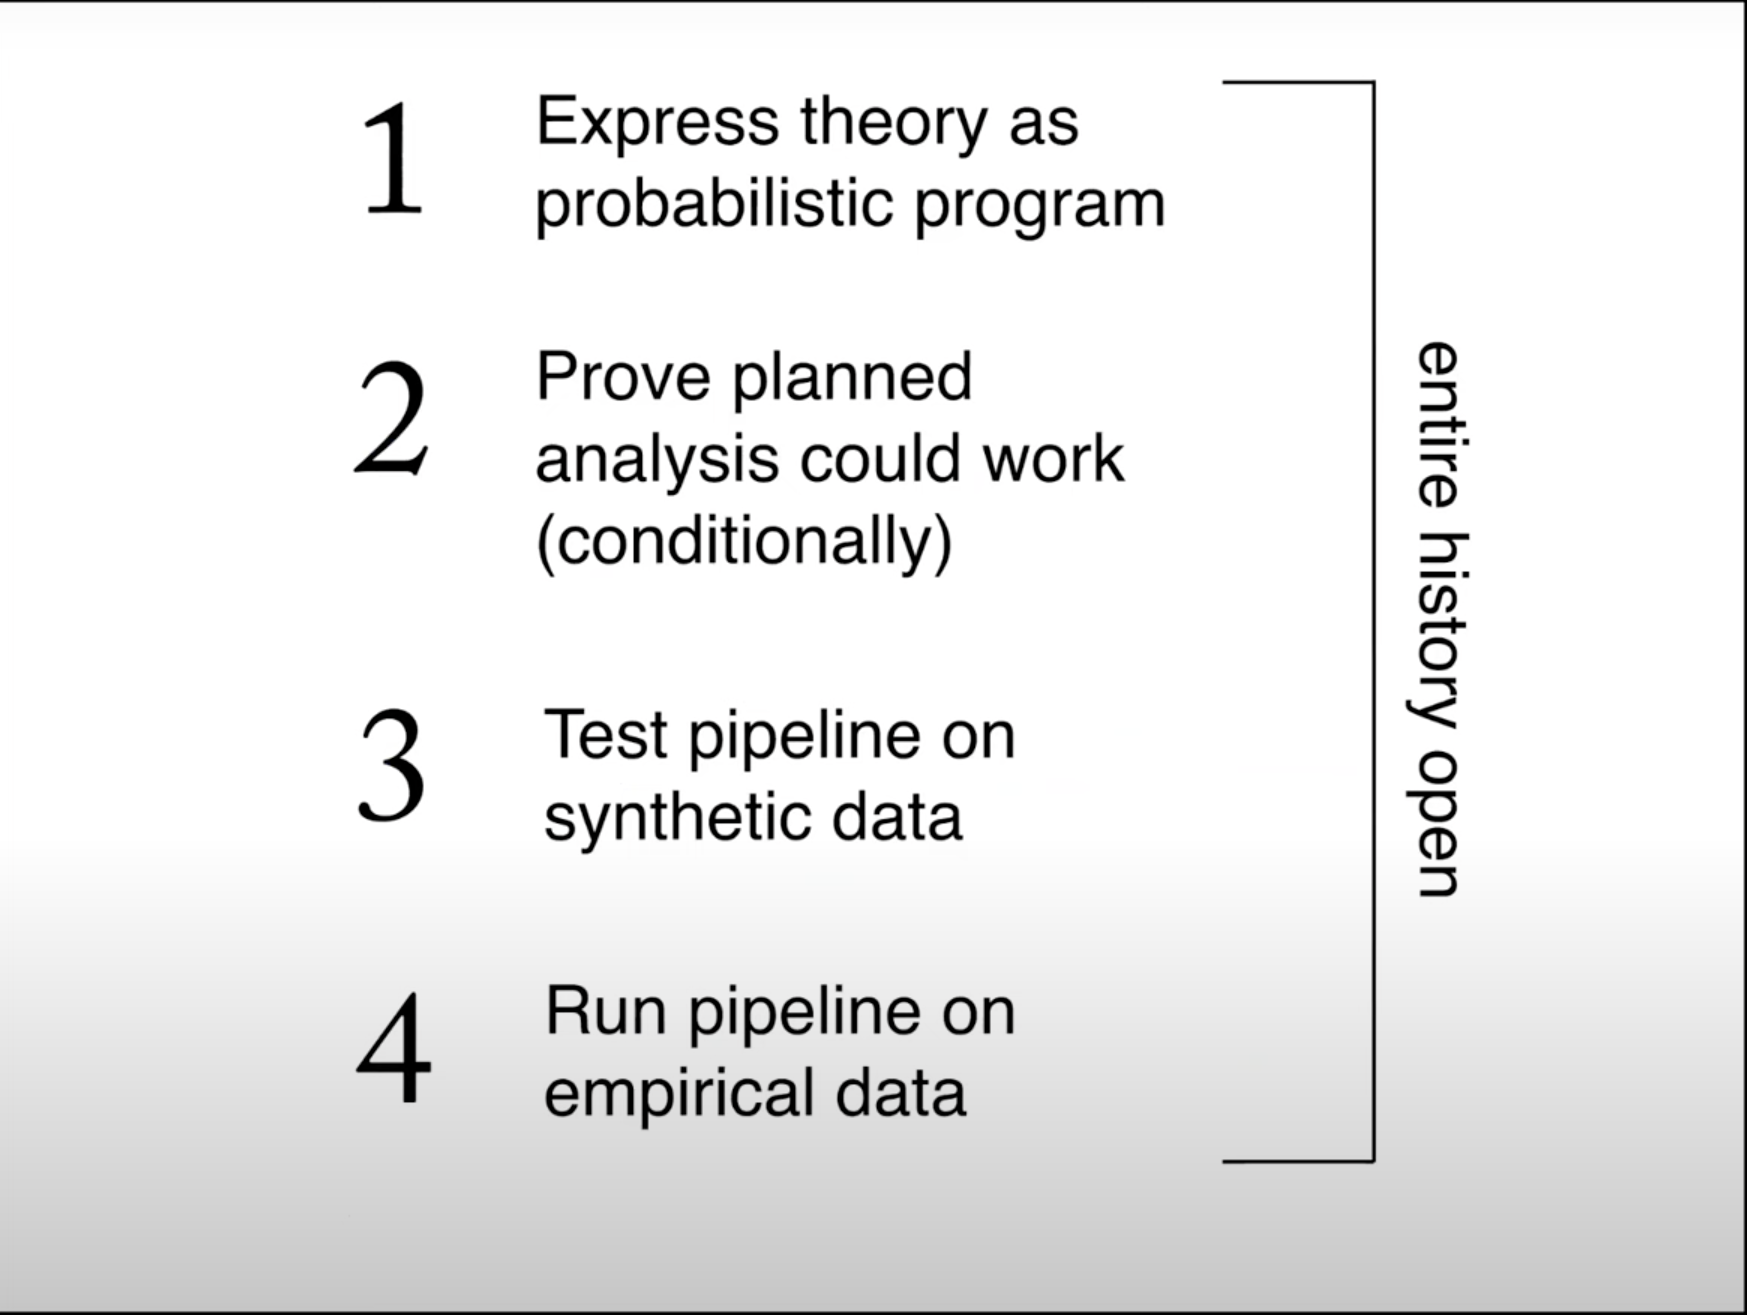 1
Express theory as
probabilistic program
2
Prove planned
analysis could work
(conditionally)
3
Test pipeline on
synthetic data
4
Run pipeline on
empirical data
entire history open